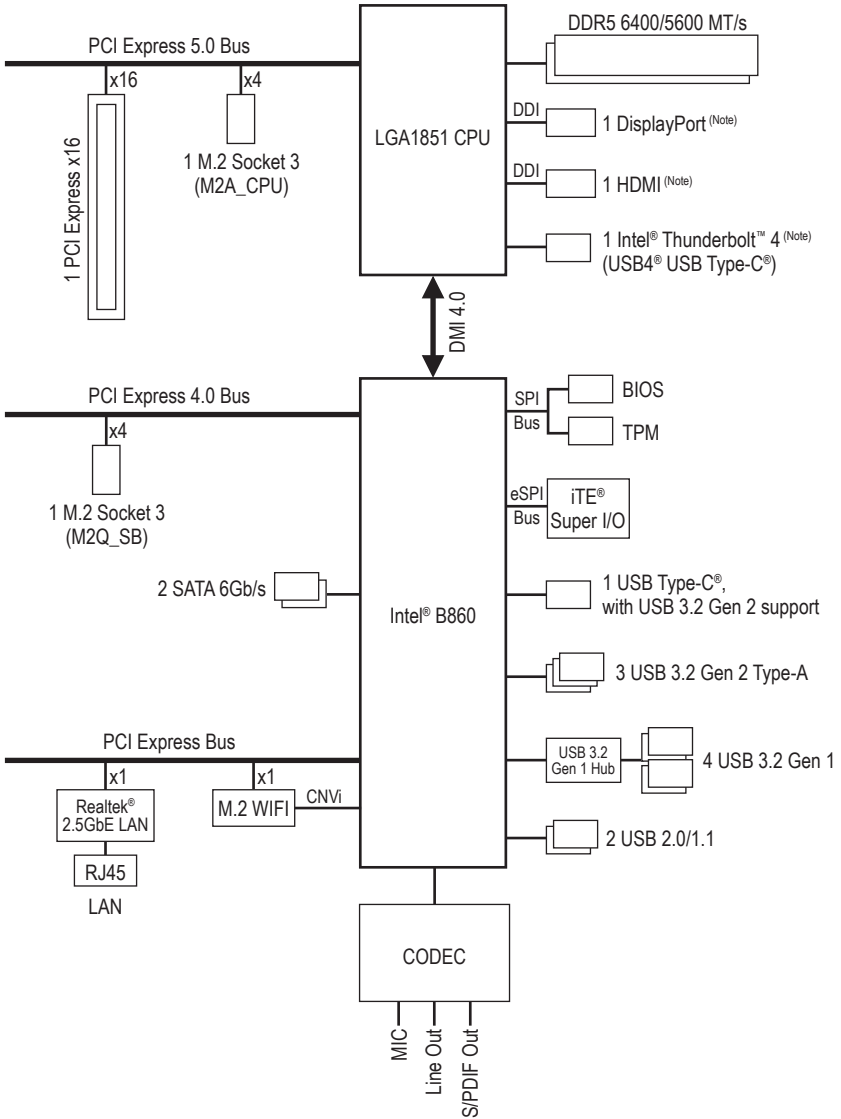 PCI Express 5.0 Bus
x16
x4
1 PCI Express x16
1 M.2 Socket 3
(M2A_CPU)
LGA1851 CPU
DDR5 6400/5600 MT/s
DDI
1 DisplayPort (Note)
DDI
1 HDMI (Note)
1 Intel® Thunderbolt™ 4 (Note)
(USB4® USB Type-C®)
DMI 4.0
PCI Express 4.0 Bus
x4
1 M.2 Socket 3
(M2Q_SB)
2 SATA 6Gb/s
Intel® B860
SPI
Bus
BIOS
TPM
eSPI
Bus
iTE®
Super I/O
1 USB Type-C®,
with USB 3.2 Gen 2 support
3 USB 3.2 Gen 2 Type-A
USB 3.2
Gen 1 Hub
4 USB 3.2 Gen 1
2 USB 2.0/1.1
PCI Express Bus
x1
x1
Realtek®
2.5GbE LAN
M.2 WIFI
CNVi
RJ45
LAN
CODEC
MIC
Line Out
S/PDIF Out